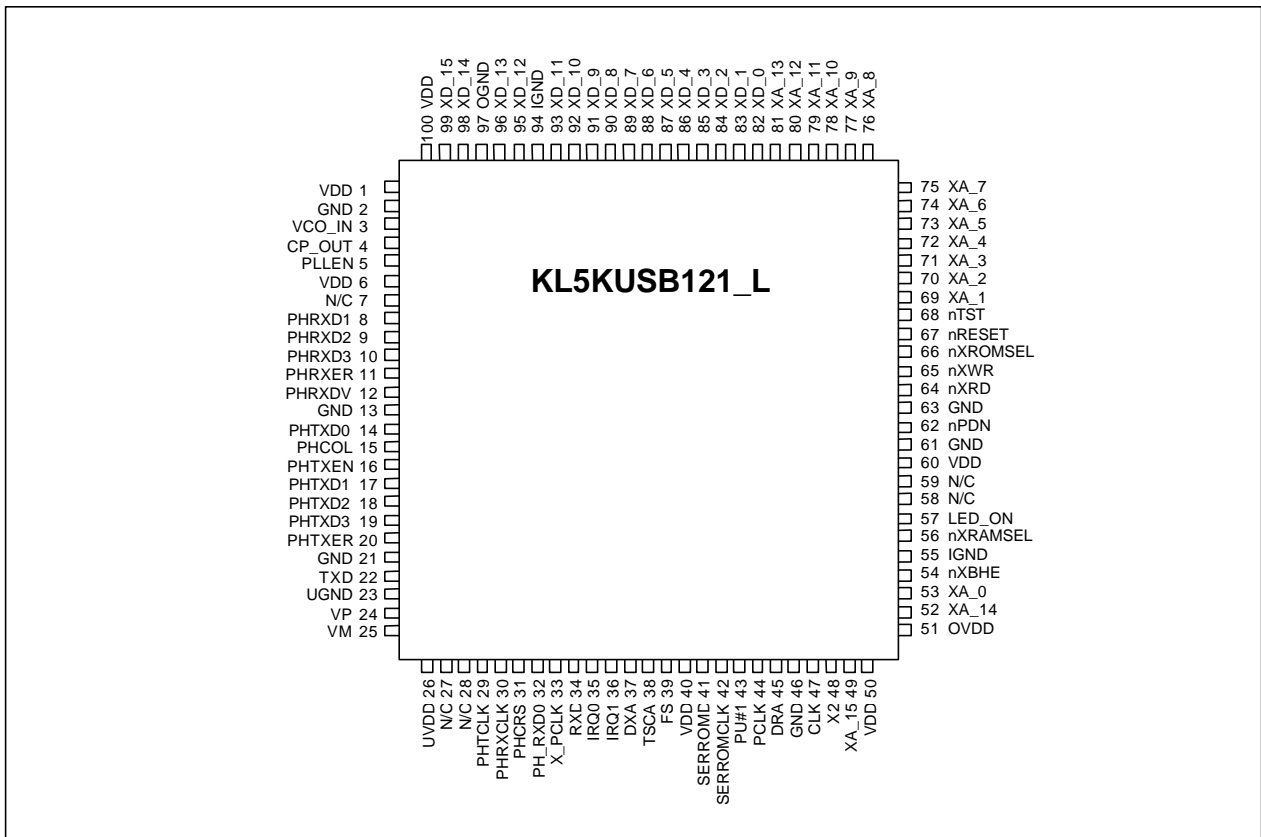 100 VDD
99 XD_15
98 XD_14
97 OGND
96 XD_13
95 XD_12
94 IGND
93 XD_11
92 XD_10
91 XD_9
90 XD_8
89 XD_7
88 XD_6
87 XD_5
86 XD_4
85 XD_3
84 XD_2
83 XD_1
82 XD_0
81 XA_13
80 XA_12
79 XA_11
78 XA_10
77 XA_9
76 XA_8
VDD 1
GND 2
VCO_IN 3
CP_OUT 4
PLLEN 5
VDD 6
N/C 7
PHRXD1 8
PHRXD2 9
PHRXD3 10
PHRXER 11
PHRXDV 12
GND 13
PHTXD0 14
PHCOL 15
PHTXEN 16
PHTXD1 17
PHTXD2 18
PHTXD3 19
PHTXER 20
GND 21
TXD 22
UGND 23
VP 24
VM 25
KL5KUSB121_L
75 XA_7
74 XA_6
73 XA_5
72 XA_4
71 XA_3
70 XA_2
69 XA_1
68 nTST
67 nRESET
66 nXROMSEL
65 nXWR
64 nXRD
63 GND
62 nPDN
61 GND
60 VDD
59 N/C
58 N/C
57 LED_ON
56 nXRAMSEL
55 IGND
54 nXBHE
53 XA_0
52 XA_14
51 OVDD
UVDD 26
N/C 27
N/C 28
PHTCLK 29
PHRXCLK 30
PHCRS 31
PH_RXD0 32
X_PCLK 33
RXD 34
IRQ0 35
IRQ1 36
DXA 37
TSCA 38
FS 39
VDD 40
SERROMD 41
SERROMCLK 42
PU#1 43
PCLK 44
DRA 45
GND 46
CLK 47
X2 48
XA_15 49
VDD 50